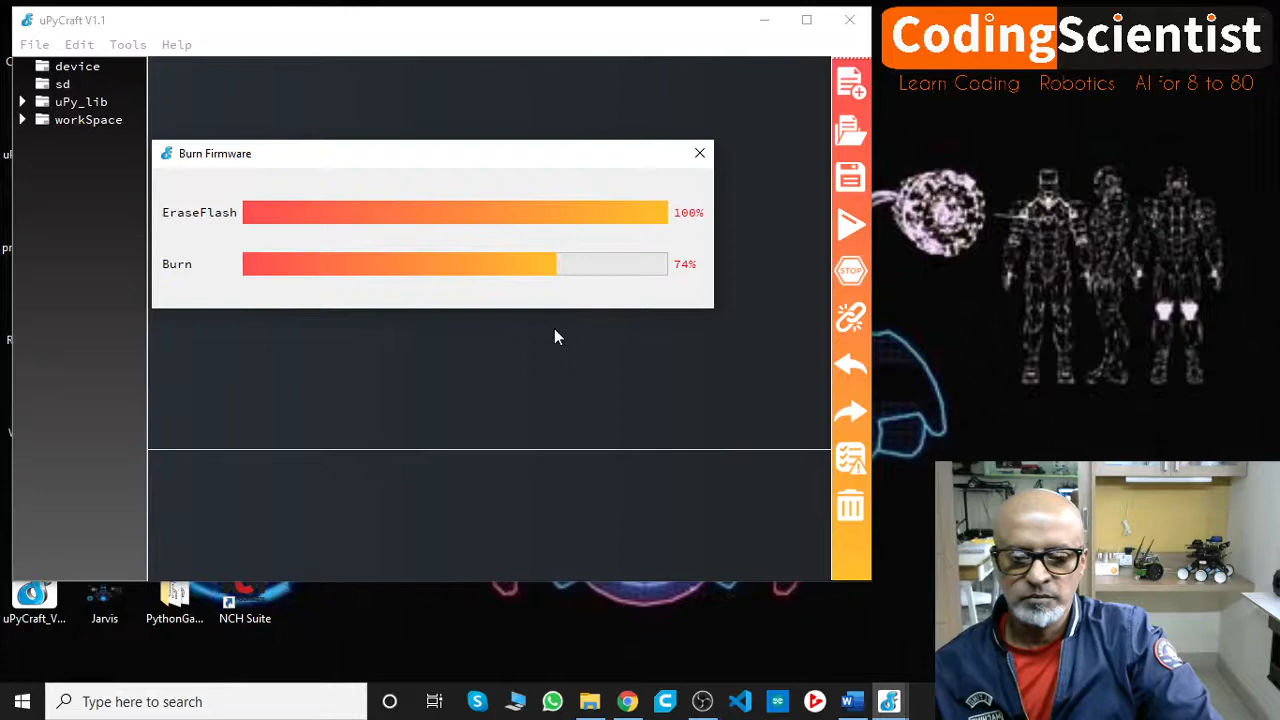 uPyCraft V1.1
File Edit Tools Help
device
sd
uPy_lib
workSpace
Burn Firmware
EraseFlash 100%
Burn 74%
STOP
CodingScientist
Learn Coding Robotics AI for 8 to 80
uPyCraft_V...
Jarvis
PythonGa...
NCH Suite
Type here to search